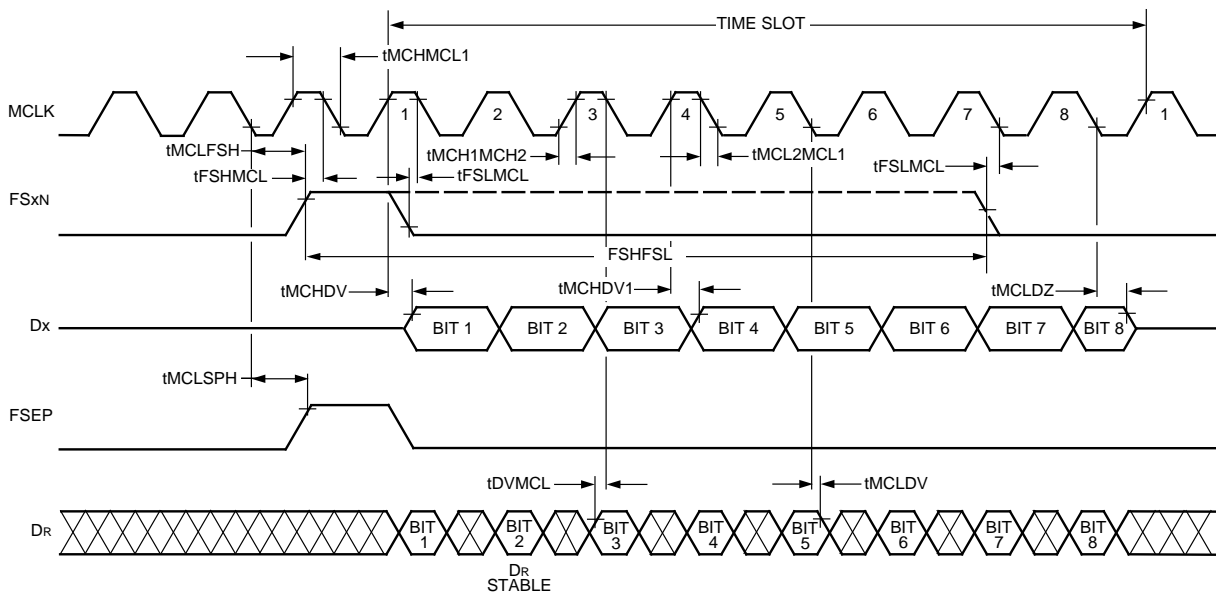 TIME SLOT
tMCHMCL1
MCLK
1 2 3 4 5 6 7 8 1
tMCLFSH
tMCH1MCH2
tMCL2MCL1
tFSHMCL
tFSLMCL
tFSLMCL
FSXN
FSHFSL
tMCHDV
tMCHDV1
tMCLDZ
DX
BIT 1 BIT 2 BIT 3 BIT 4 BIT 5 BIT 6 BIT 7 BIT 8
tMCLSPH
FSEP
tDVMCL
tMCLDV
DR
BIT 1 BIT 2 BIT 3 BIT 4 BIT 5 BIT 6 BIT 7 BIT 8
DR
STABLE